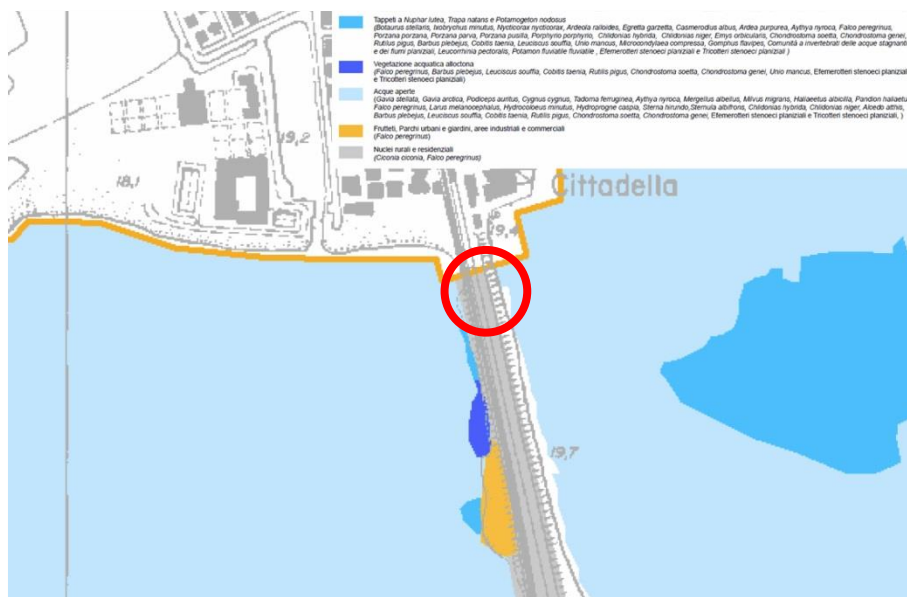 Tappeti a Nuphar lutea, Trapa natans e Potamogeton nodosus
(Botaurus stellaris, Ixobrychus minutus, Nycticorax nycticorax, Ardeola ralloides, Egretta garzetta, Casmerodius albus, Ardea purpurea, Aythya nyroca, Falco peregrinus,
Porzana porzana, Porzana parva, Porzana pusilla, Porphyrio porphyrio, Chlidonias hybrida, Chlidonias niger, Emys orbicularis, Chondrostoma soetta, Chondrostoma genei,
Rutilus pigus, Barbus plebejus, Cobitis taenia, Leuciscus souffia, Unio mancus, Microcondylaea compressa, Gomphus flavipes, Comunità a invertebrati delle acque stagnanti
e dei fiumi planiziali, Leucorrhinia pectoralis, Potamon fluviatile , Efemerotteri stenoeci planiziali e Tricotteri stenoeci planiziali )
Vegetazione acquatica alloctona
(Falco peregrinus, Barbus plebejus, Leuciscus souffia, Cobitis taenia, Rutilis pigus, Chondrostoma soetta, Chondrostoma genei, Unio mancus, Efemerotteri stenoeci planiziali
e Tricotteri stenoeci planiziali)
Acque aperte
(Gavia stellata, Gavia arctica, Podiceps auritus, Cygnus cygnus, Tadorna ferruginea, Aythya nyroca, Mergellus albellus, Milvus migrans, Haliaeetus albicilla, Pandion haliaetus
Falco peregrinus, Larus melanocephalus, Hydrocoloeus minutus, Hydroprogne caspia, Sterna hirundo,Sternula albifrons, Chlidonias hybrida, Chlidonias niger, Alcedo atthis,
Barbus plebejus, Leuciscus souffia, Cobitis taenia, Rutilis pigus, Chondrostoma soetta, Chondrostoma genei, Efemerotteri stenoeci planiziali e Tricotteri stenoeci planiziali, )
Frutteti, Parchi urbani e giardini, aree industriali e commerciali
(Falco peregrinus)
Nuclei rurali e residenziali
(Ciconia ciconia, Falco peregrinus)
19,2
18,1
Cittadella
19,4
19,7